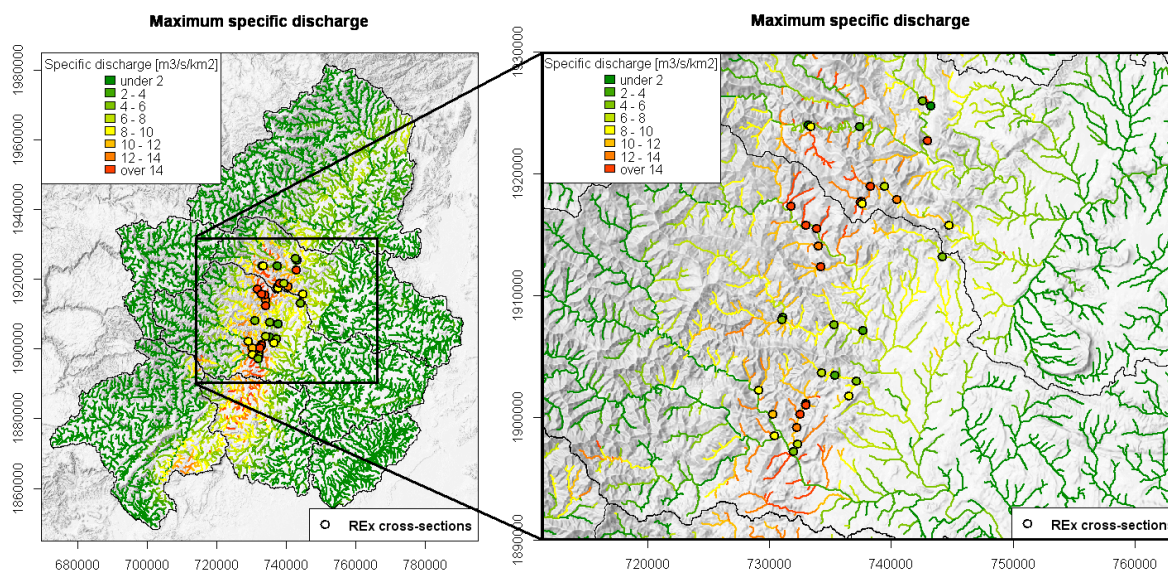 Maximum specific discharge
Specific discharge [m3/s/km2]
under 2
2 - 4
4 - 6
6 - 8
8 - 10
10 - 12
12 - 14
over 14
REx cross-sections
1980000
1960000
1940000
1920000
1900000
1880000
1860000
680000 700000 720000 740000 760000
Maximum specific discharge
Specific discharge [m3/s/km2]
under 2
2 - 4
4 - 6
6 - 8
8 - 10
10 - 12
12 - 14
over 14
REx cross-sections
1930000
1920000
1910000
1900000
1890000
720000 730000 740000 750000 760000